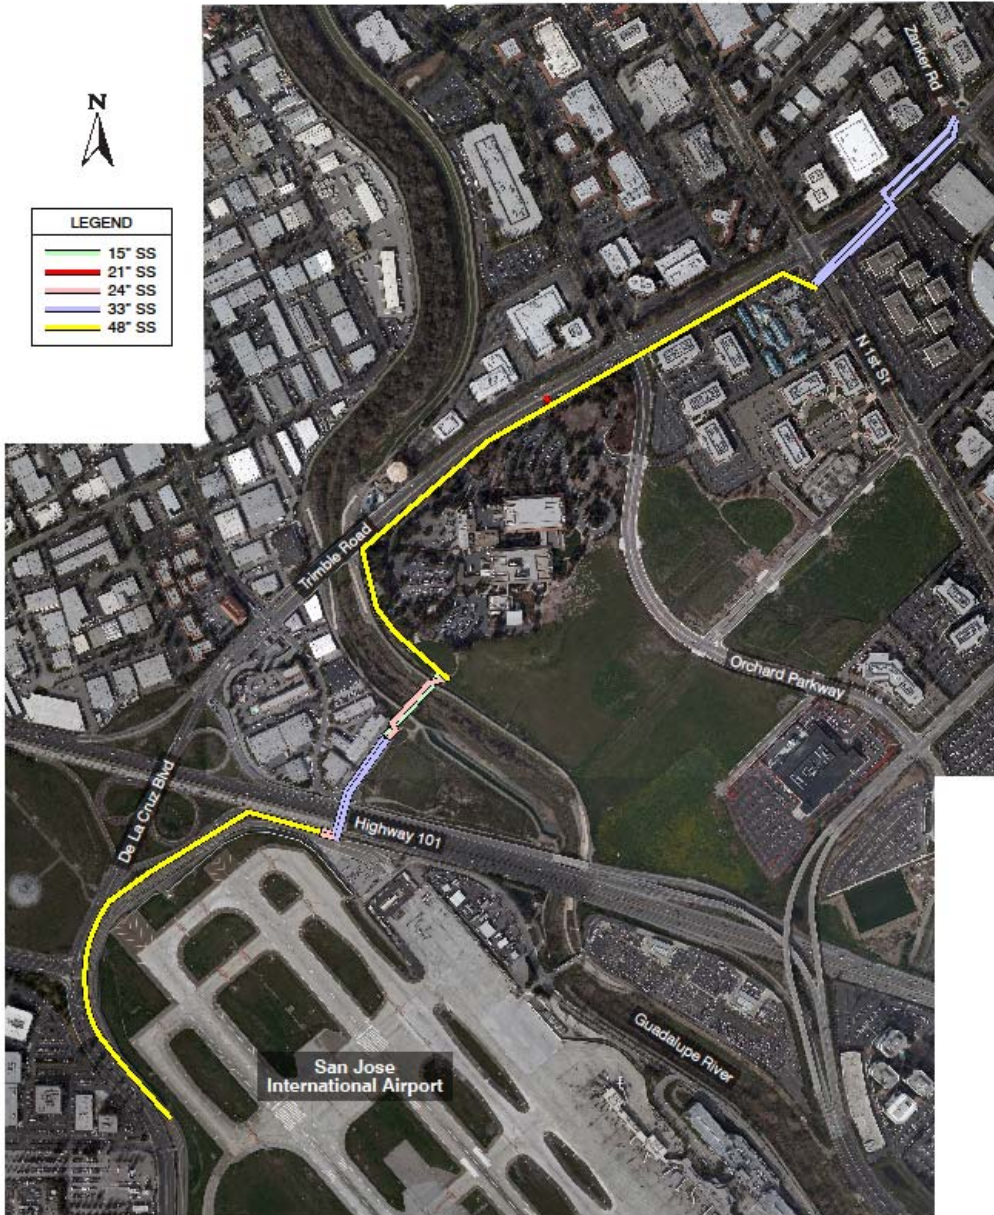 N
LEGEND
15" SS
21" SS
24" SS
33" SS
48" SS
Zanker Rd
N 1st St
Trimble Road
Orchard Parkway
De La Cruz Blvd
Highway 101
Guadalupe River
San Jose
International Airport